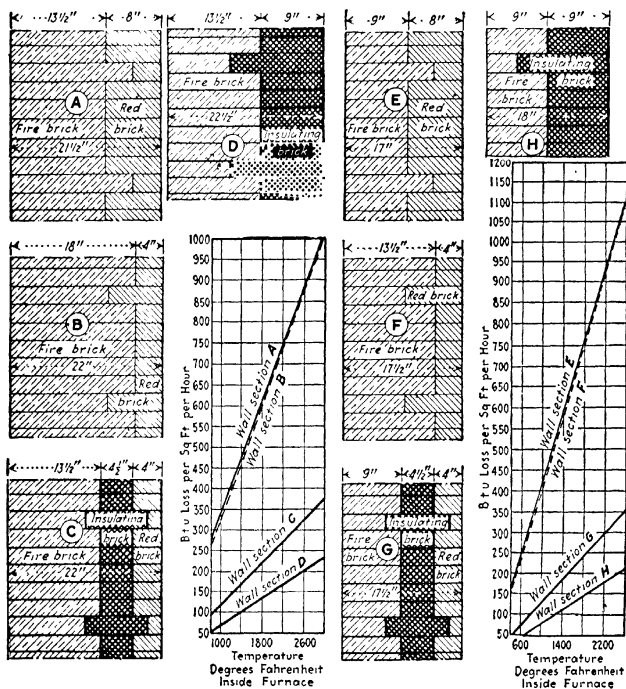 13½" 8"
A
Red
brick
Fire brick
21½"
13½" 9"
Fire brick
22½"
D
Insulating
brick
9" 8"
E
Red
brick
Fire brick
17"
9" 9"
Insulating
Fire brick
brick
18"
H
18" 4"
B
Fire brick
22"
Red
brick
13½" 4"
Red brick
F
Fire brick
17½"
13½" 4½" 4"
C
Insulating
brick
Fire brick Red
brick
22"
9" 4½" 4"
Insulating
Fire brick
brick
G
Red
brick
17½"
Btu Loss per Sq Ft per Hour
1000
950
900
850
800
750
700
650
600
550
500
450
400
350
300
250
200
150
100
50
Wall section A
Wall section B
Wall section C
Wall section D
800 1800 2600
Temperature
Degrees Fahrenheit
Inside Furnace
Btu Loss per Sq Ft per Hour
1200
1100
1050
1000
950
900
850
800
750
700
650
600
550
500
450
400
350
300
250
200
150
100
50
Wall section E
Wall section F
Wall section G
Wall section H
600 1400 2200
Temperature
Degrees Fahrenheit
Inside Furnace